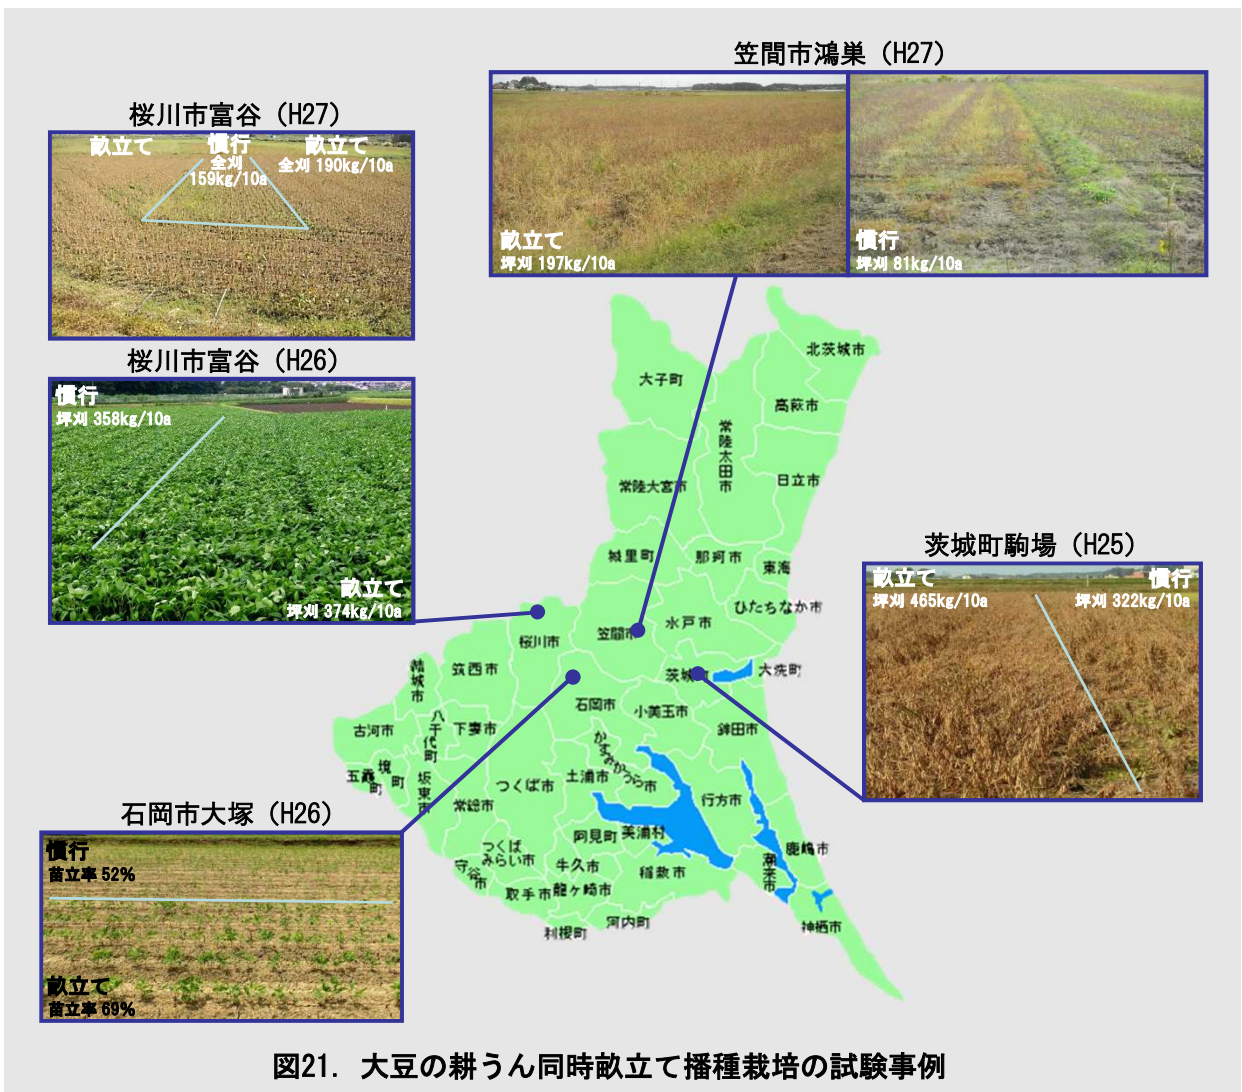 笠間市鴻巣（H27）
畝立て
坪刈 197kg/10a
慣行
坪刈 81kg/10a
桜川市富谷（H27）
畝立て
慣行
全刈
159kg/10a
畝立て
全刈 190kg/10a
桜川市富谷（H26）
慣行
坪刈 358kg/10a
畝立て
坪刈 374kg/10a
茨城町駒場（H25）
畝立て
坪刈 465kg/10a
慣行
坪刈 322kg/10a
石岡市大塚（H26）
慣行
苗立率 52%
畝立て
苗立率 69%
北茨城市
大子町
高萩市
常陸太田市
日立市
常陸大宮市
城里町
那珂市
東海
ひたちなか市
水戸市
笠間市
桜川市
茨城町
大洗町
筑西市
結城市
石岡市
小美玉市
鉾田市
古河市
八千代町
下妻市
かすみがうら市
五霞町
境町
坂東市
つくば市
土浦市
行方市
常総市
阿見町
美浦村
鹿嶋市
つくば
みらい市
守谷市
牛久市
稲敷市
潮来市
取手市
龍ヶ崎市
利根町
河内町
神栖市
図21. 大豆の耕うん同時畝立て播種栽培の試験事例